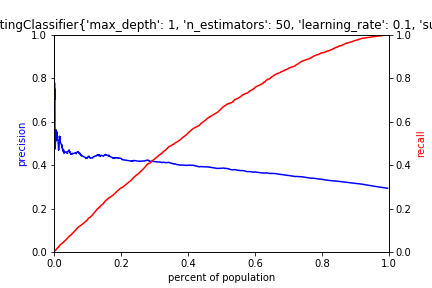 tingClassifier{'max_depth': 1, 'n_estimators': 50, 'learning_rate': 0.1, 'su
1.0
0.8
0.6
0.4
0.2
0.0
precision
1.0
0.8
0.6
0.4
0.2
0.0
recall
0.0 0.2 0.4 0.6 0.8 1.0
percent of population